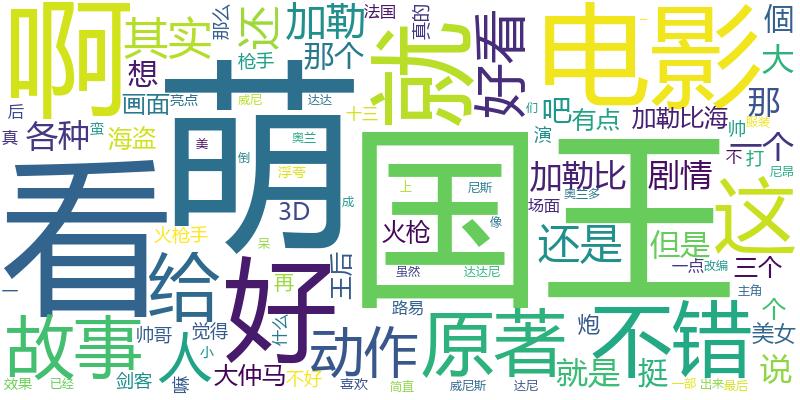 啊 其实 还 加勒 那么 法国 真的 好看 电影 個
想 枪手 那个 就 大
后 画面 亮点 威尼 达达 十三 们 吧 有点 加勒比海 那 帅 服装
真 各种 蛮 海盗 美 奥兰 演 一个 不 打
看 萌 倒 浮夸 国王 加勒比 剧情 尼昂
3D 成 上 尼斯 奥兰多 这
火枪手 呆 火枪 像 场面 还是 但是
一 给 好 再 王后 虽然 达达尼 一点 改编 三个
路易 主角 个
故事 帅哥 觉得 什么 动作 原著 炮 不错 美女
人 小 就是 挺 说
效果 已经 剑客 嘛 大仲马 不好 喜欢 简直 威尼斯 达尼 一部 出来 最后